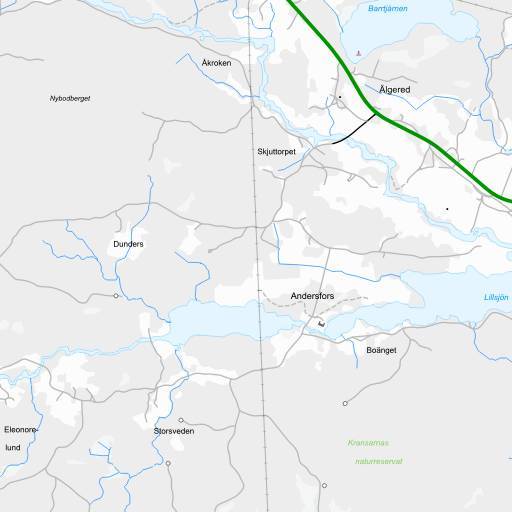 Barrtjärnen
Åkroken
Ålgered
Nybodberget
Skjuttorpet
Dunders
Andersfors
Lillsjön
Boänget
Eleonore-
lund
Storsveden
Kransarnas
naturreservat